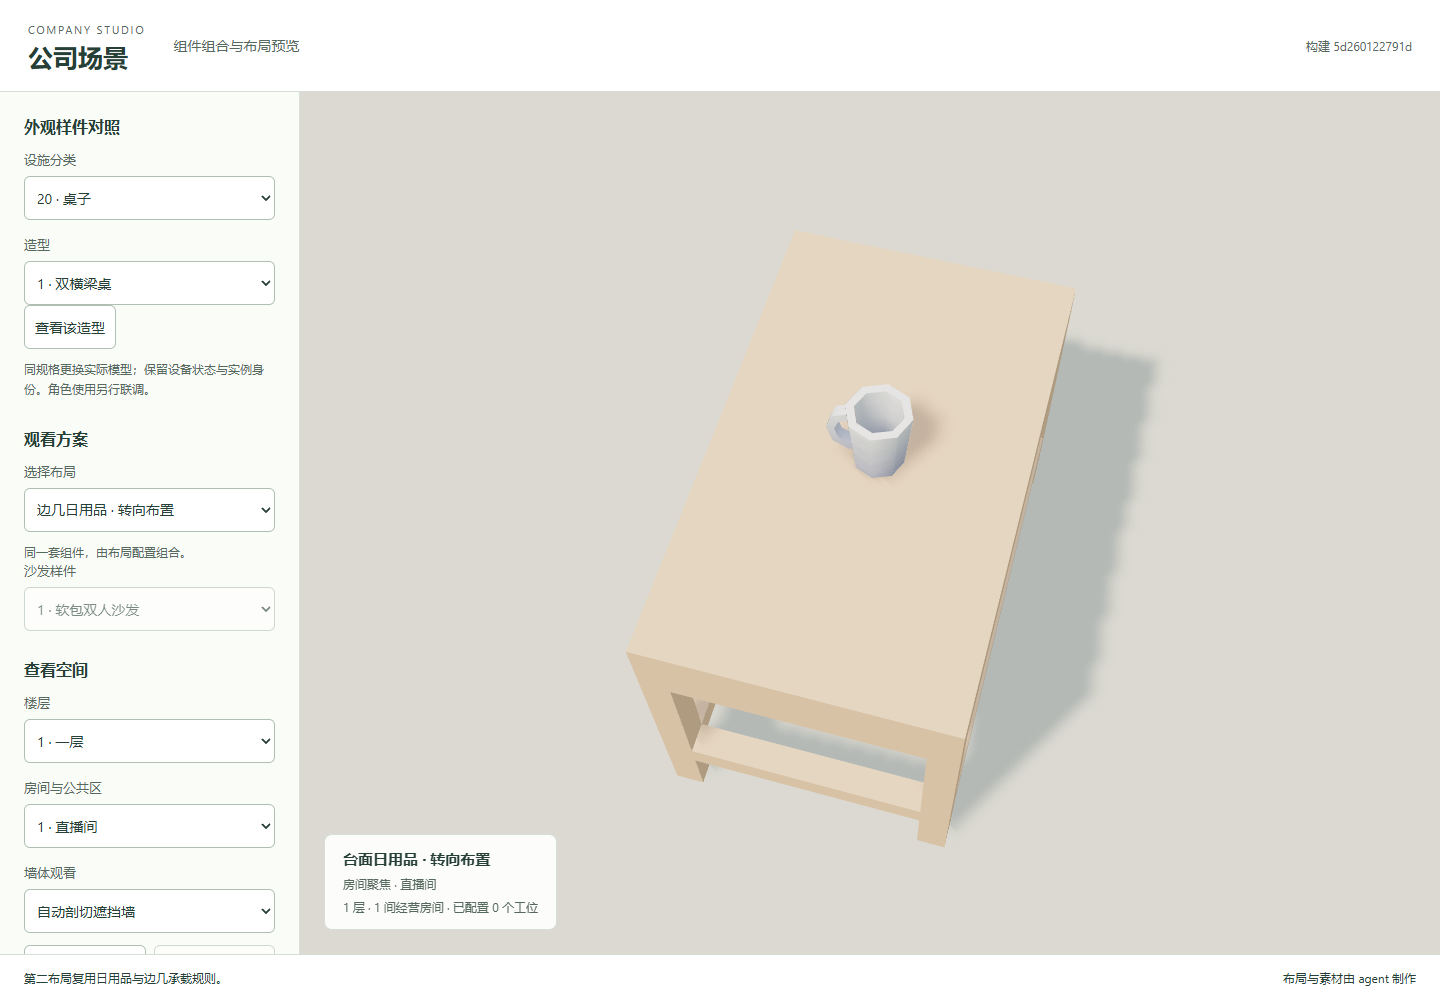 COMPANY STUDIO
公司场景
组件组合与布局预览
构建 5d260122791d
外观样件对照
设施分类
20 · 桌子
造型
1 · 双横梁桌
查看该造型
同规格更换实际模型；保留设备状态与实例身
份。角色使用另行联调。
观看方案
选择布局
边几日用品 · 转向布置
同一套组件，由布局配置组合。
沙发样件
1 · 软包双人沙发
查看空间
楼层
1 · 一层
房间与公共区
1 · 直播间
墙体观看
自动剖切遮挡墙
台面日用品 · 转向布置
房间聚焦 · 直播间
1 层 · 1 间经营房间 · 已配置 0 个工位
第二布局复用日用品与边几承载规则。
布局与素材由 agent 制作